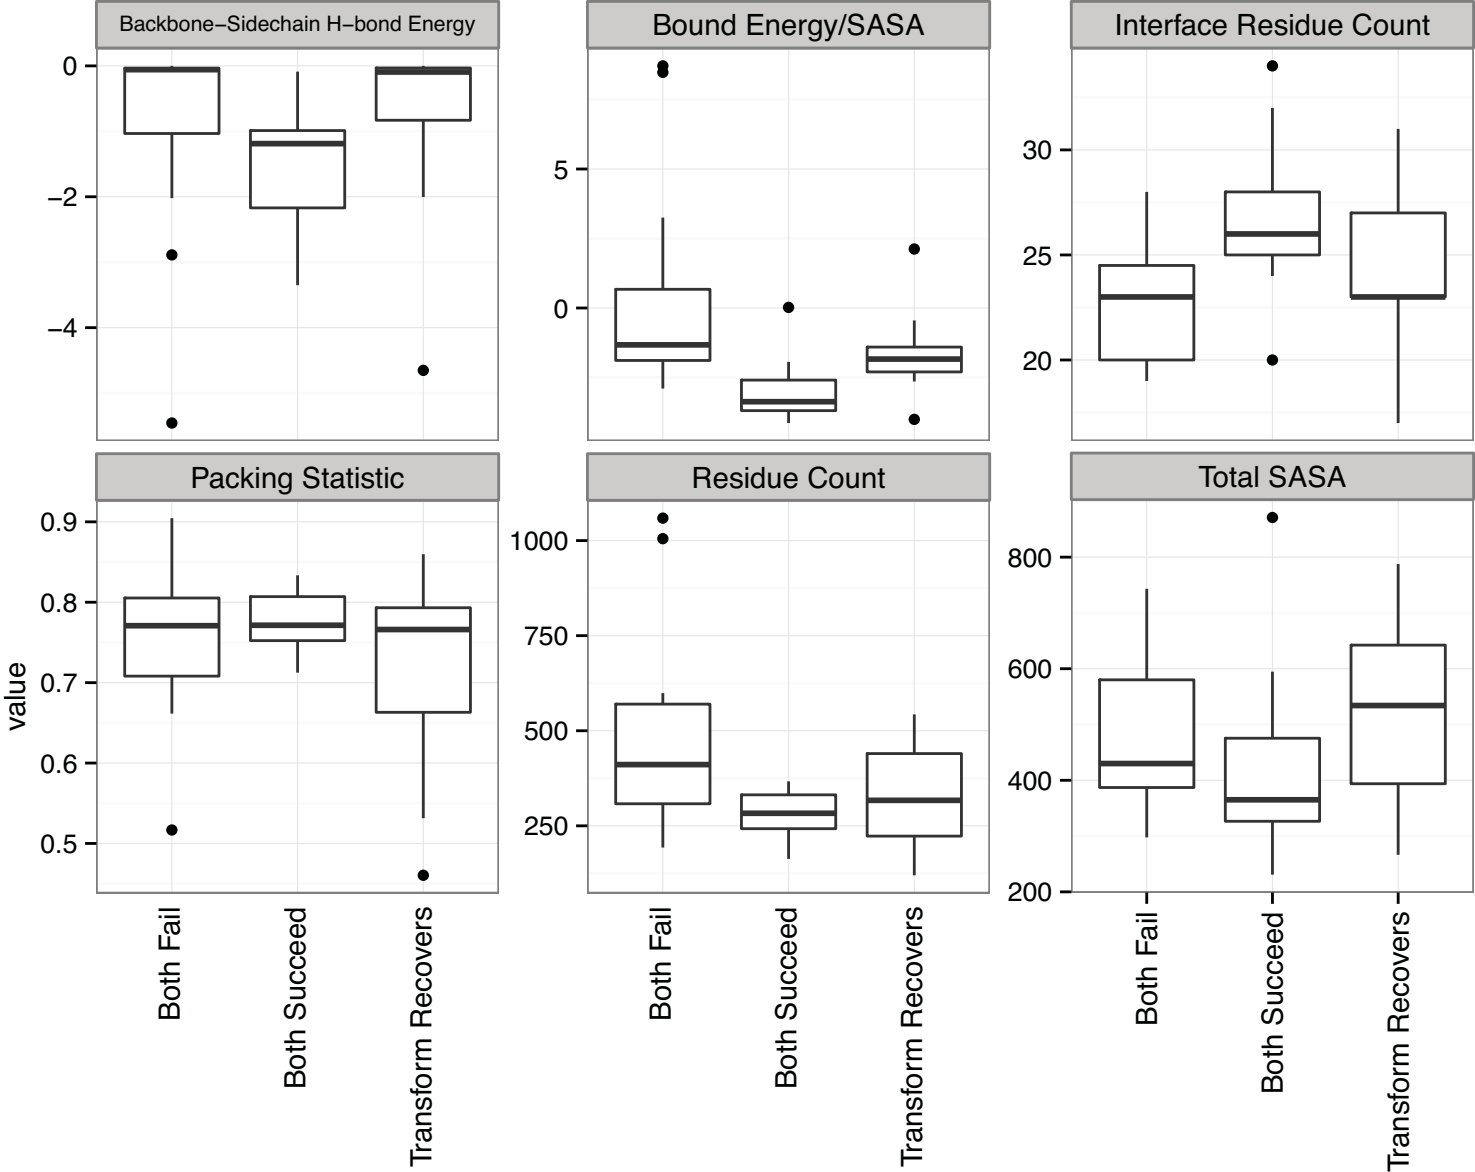 Backbone−Sidechain H−bond Energy
Bound Energy/SASA
Interface Residue Count
0
−2
−4
5
0
30
25
20
Packing Statistic
Residue Count
Total SASA
0.9
0.8
0.7
0.6
0.5
1000
750
500
250
800
600
400
200
value
Both Fail
Both Succeed
Transform Recovers
Both Fail
Both Succeed
Transform Recovers
Both Fail
Both Succeed
Transform Recovers